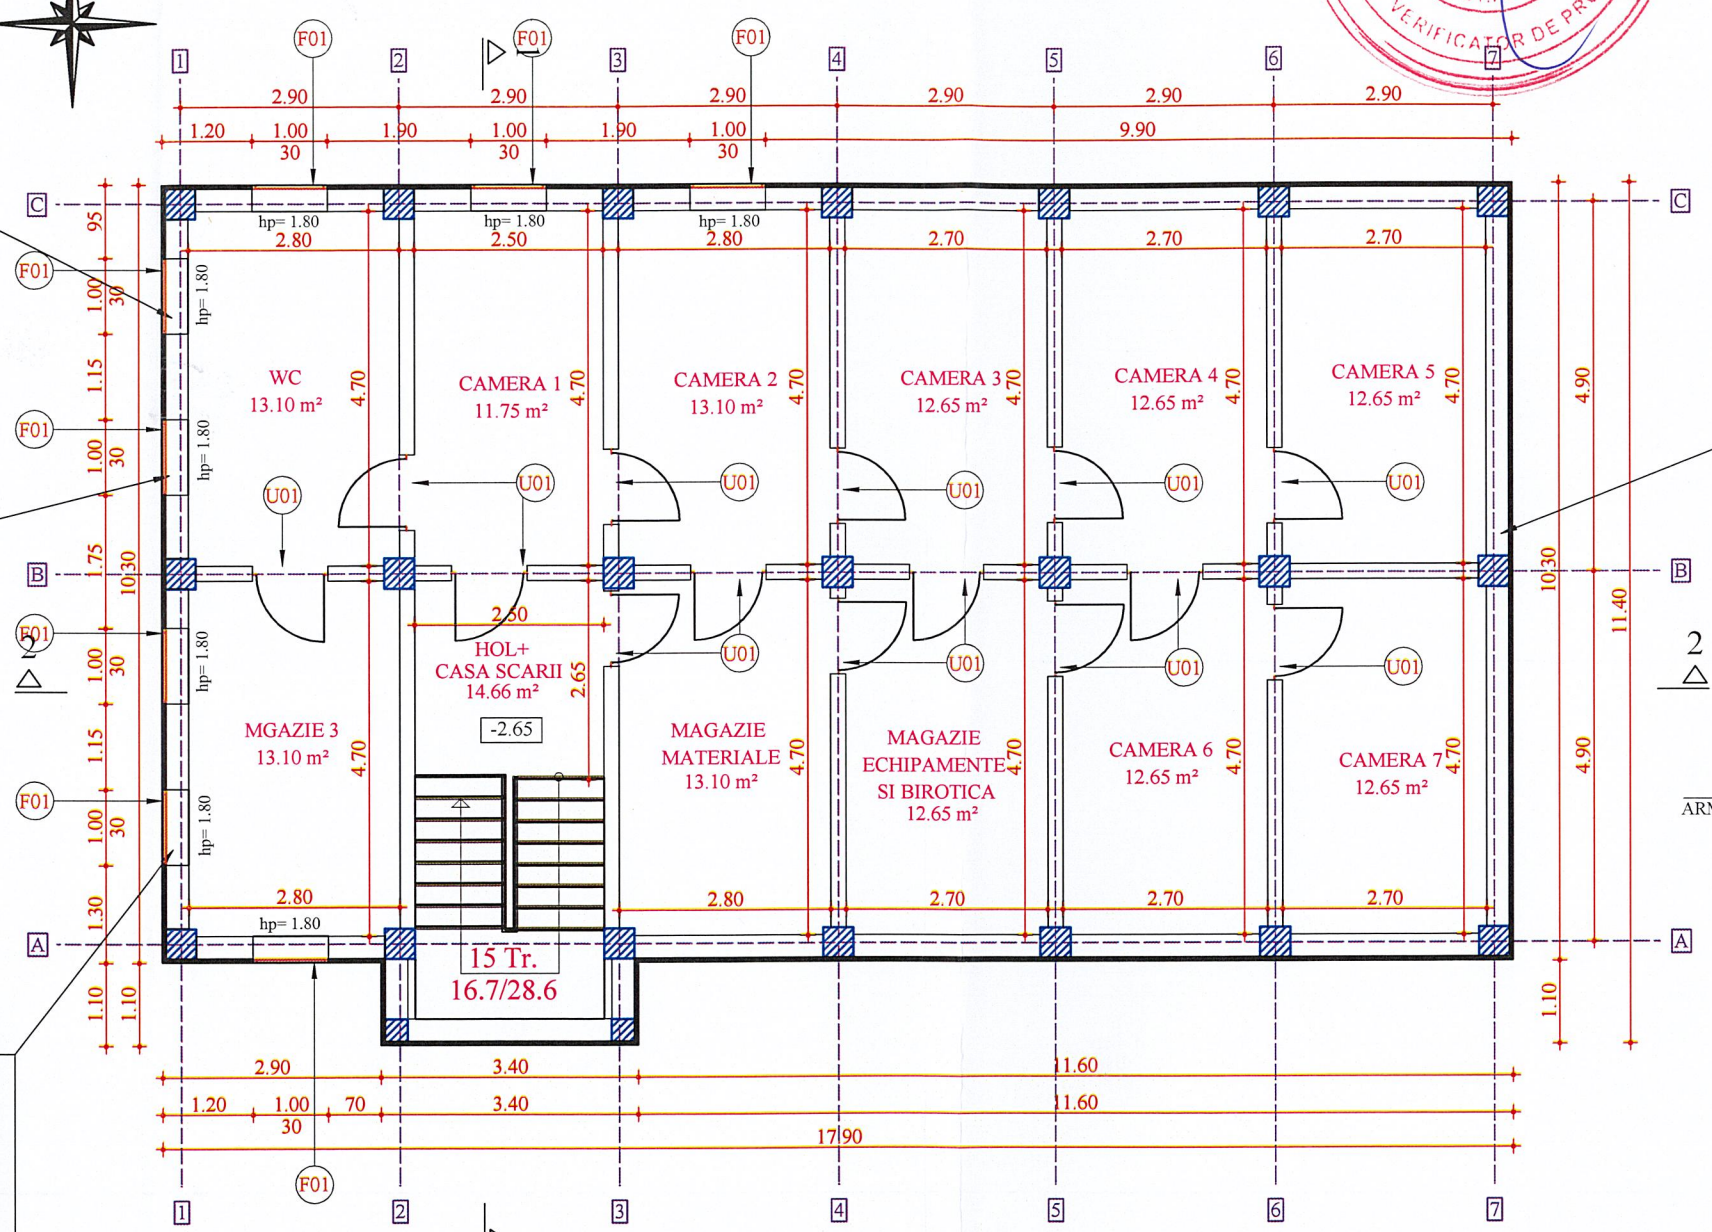 VERIFICATOR DE PR
F01 F01 F01
1 2 3 4 5 6 7
2.90 2.90 2.90 2.90 2.90 2.90
1.20 1.00 1.90 1.00 1.90 1.00 9.90
30 30 30
C C
hp= 1.80 hp= 1.80 hp= 1.80
2.80 2.50 2.80 2.70 2.70 2.70
95
F01
1.00
30
hp= 1.80
1.15
WC
13.10 m²
4.70
CAMERA 1
11.75 m²
4.70
CAMERA 2
13.10 m²
4.70
CAMERA 3
12.65 m²
4.70
CAMERA 4
12.65 m²
4.70
CAMERA 5
12.65 m²
4.70
4.90
F01
1.00
30
hp= 1.80
U01 U01 U01 U01 U01 U01
1.75
10.30
B B
10.30
11.40
F01
2
1.00
30
hp= 1.80
2.50
HOL+
CASA SCARII
14.66 m²
2.65
-2.65
U01 U01 U01 U01
2
1.15
MGAZIE 3
13.10 m²
4.70
MAGAZIE
MATERIALE
13.10 m²
4.70
MAGAZIE
ECHIPAMENTE
SI BIROTICA
12.65 m²
4.70
CAMERA 6
12.65 m²
4.70
CAMERA 7
12.65 m²
4.70
4.90
F01
1.00
30
hp= 1.80
ARM
1.30
2.80 2.80 2.70 2.70 2.70
hp= 1.80
A A
15 Tr.
16.7/28.6
1.10 1.10 1.10
2.90 3.40 11.60
1.20 1.00 70 3.40 11.60
30
17.90
F01
1 2 3 4 5 6 7